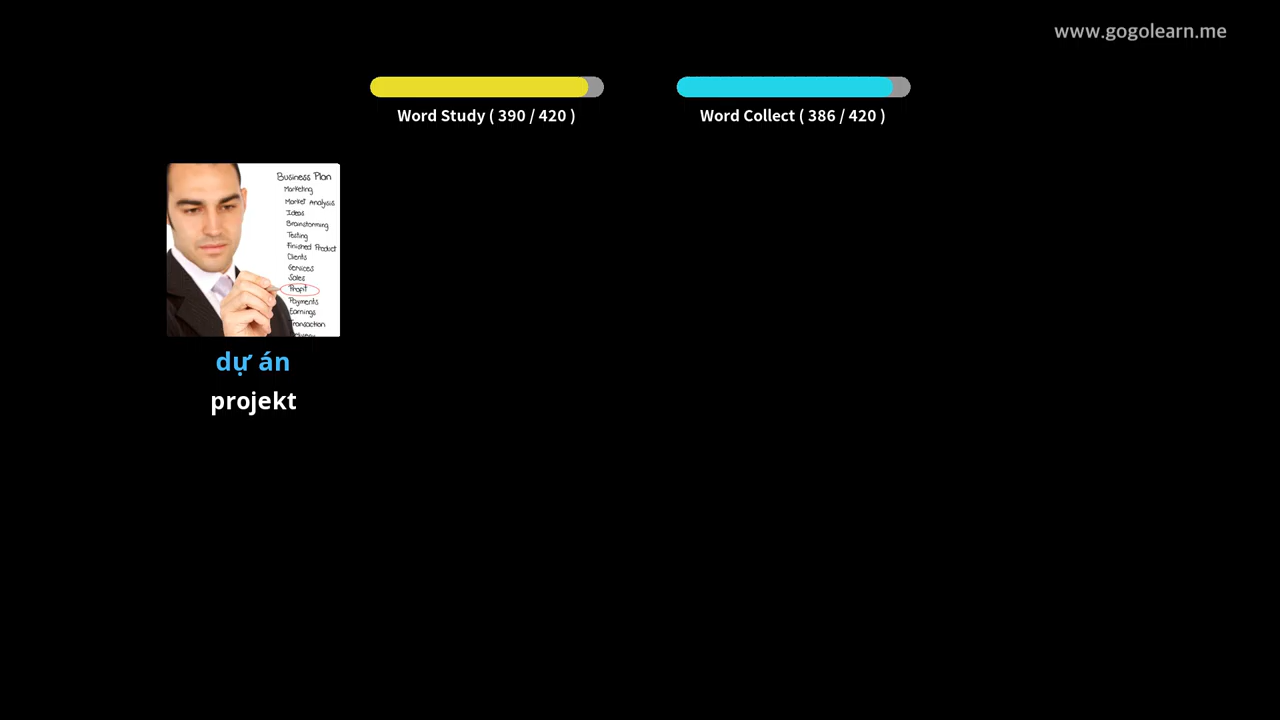 www.gogolearn.me
Word Study ( 390 / 420 )
Word Collect ( 386 / 420 )
Business Plan
Marketing
Market Analysis
Ideas
Brainstorming
Testing
Finished Product
Clients
Services
Sales
Profit
Payments
Earnings
Transaction
dự án
projekt